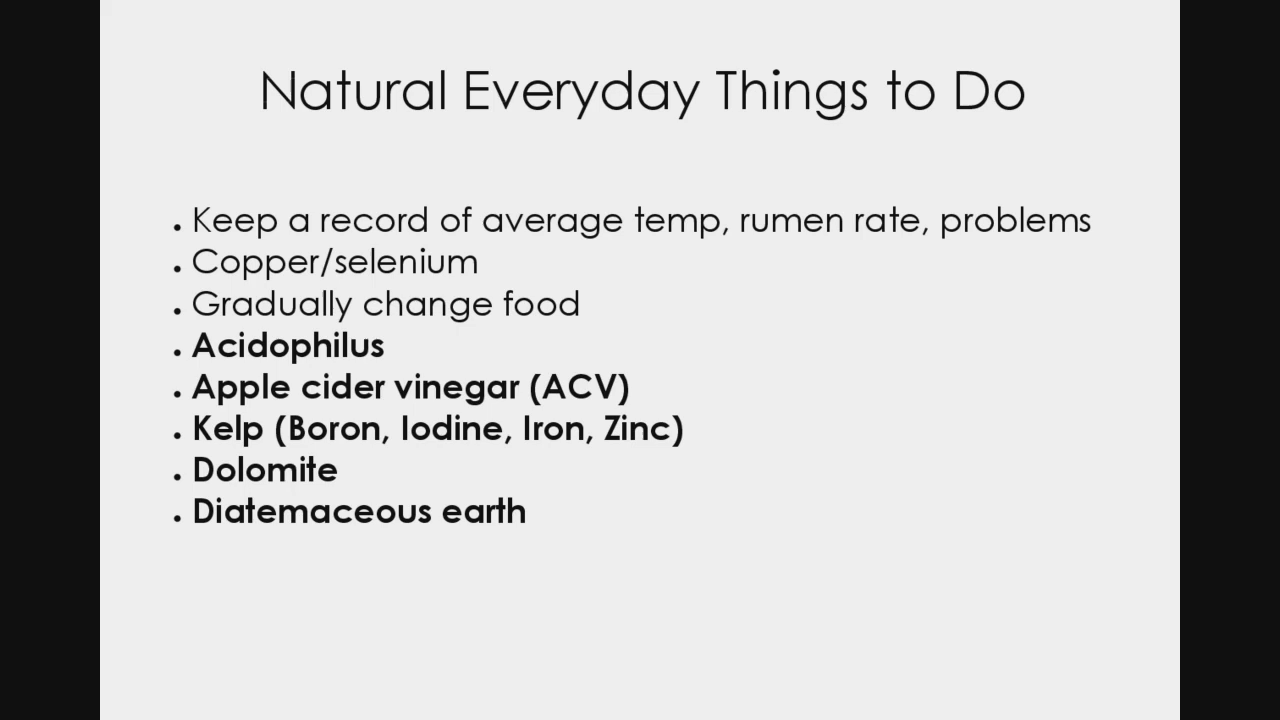 Natural Everyday Things to Do
. Keep a record of average temp, rumen rate, problems
. Copper/selenium
. Gradually change food
. Acidophilus
. Apple cider vinegar (ACV)
. Kelp (Boron, Iodine, Iron, Zinc)
. Dolomite
. Diatemaceous earth